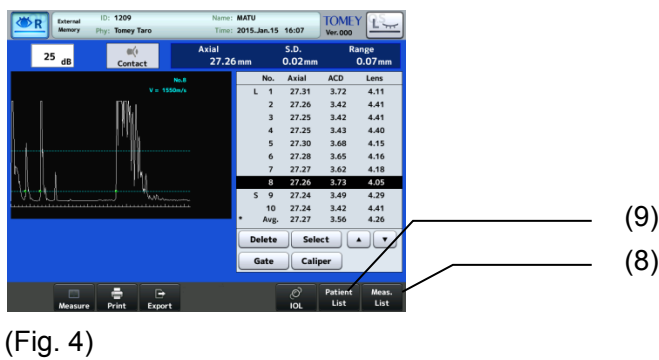 R External ID: 1209 Name: MATU TOMEY
Memory Phy: Tomey Taro Time: 2015.Jan.15 16:07 Ver. 000
25 dB Contact Axial S.D. Range
27.26 mm 0.02 mm 0.07 mm
No.8
V = 1550m/s
No. Axial ACD Lens
L 1 27.31 3.72 4.11
2 27.26 3.42 4.41
3 27.25 3.42 4.41
4 27.25 3.43 4.40
5 27.30 3.68 4.15
6 27.28 3.65 4.16
7 27.27 3.62 4.18
8 27.26 3.73 4.05
S 9 27.24 3.49 4.29
10 27.24 3.42 4.41
* Avg. 27.27 3.56 4.26
Delete Select ▲ ▼
Gate Caliper
Measure Print Export IOL Patient List Meas. List
(9)
(8)
(Fig. 4)